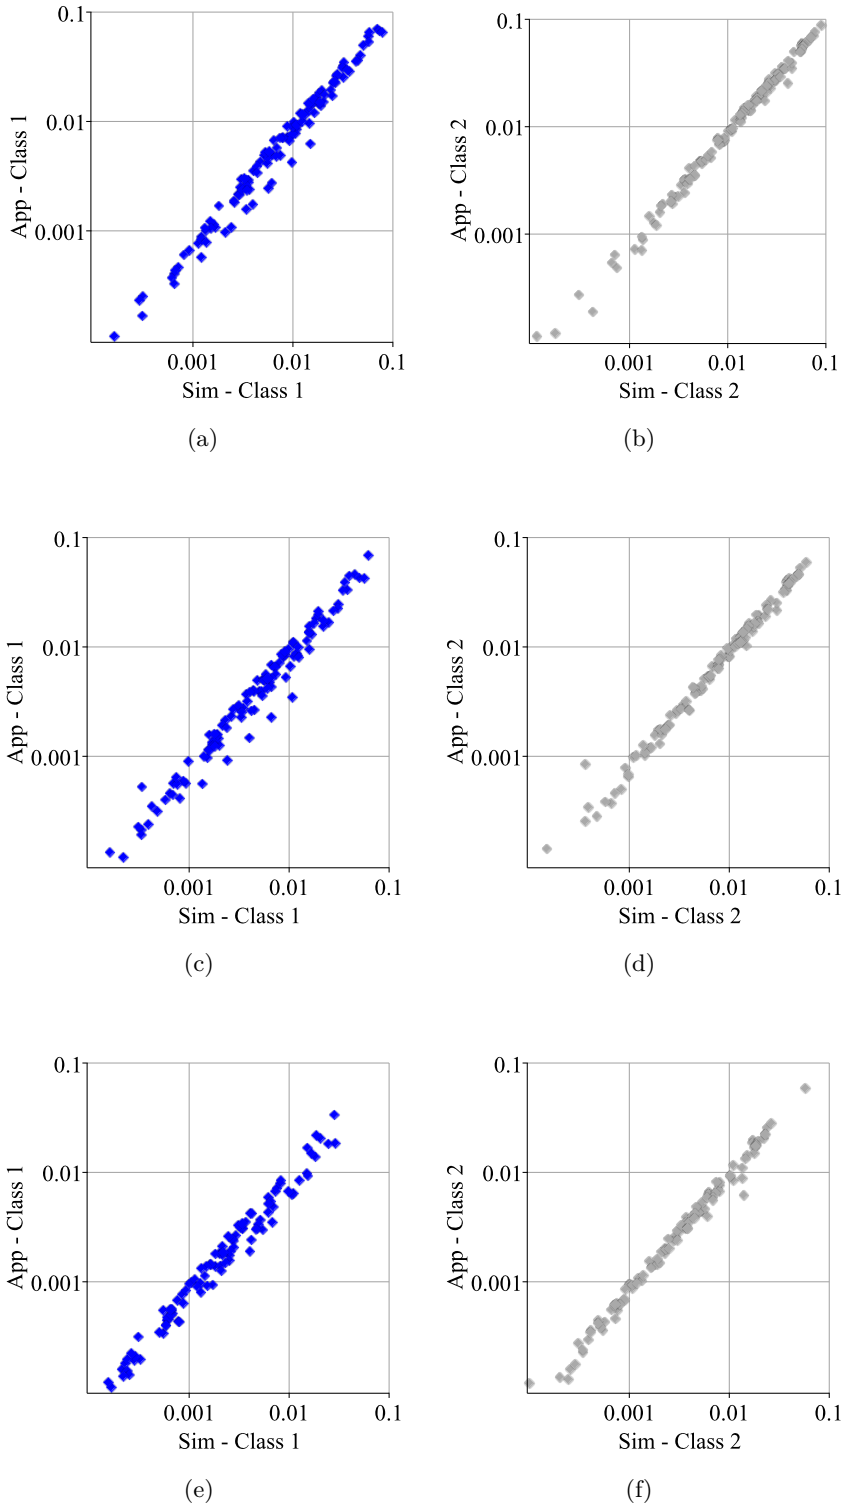 0.1
0.01
0.001
App - Class 1
0.001 0.01 0.1
Sim - Class 1
(a)
0.1
0.01
0.001
App - Class 2
0.001 0.01 0.1
Sim - Class 2
(b)
0.1
0.01
0.001
App - Class 1
0.001 0.01 0.1
Sim - Class 1
(c)
0.1
0.01
0.001
App - Class 2
0.001 0.01 0.1
Sim - Class 2
(d)
0.1
0.01
0.001
App - Class 1
0.001 0.01 0.1
Sim - Class 1
(e)
0.1
0.01
0.001
App - Class 2
0.001 0.01 0.1
Sim - Class 2
(f)